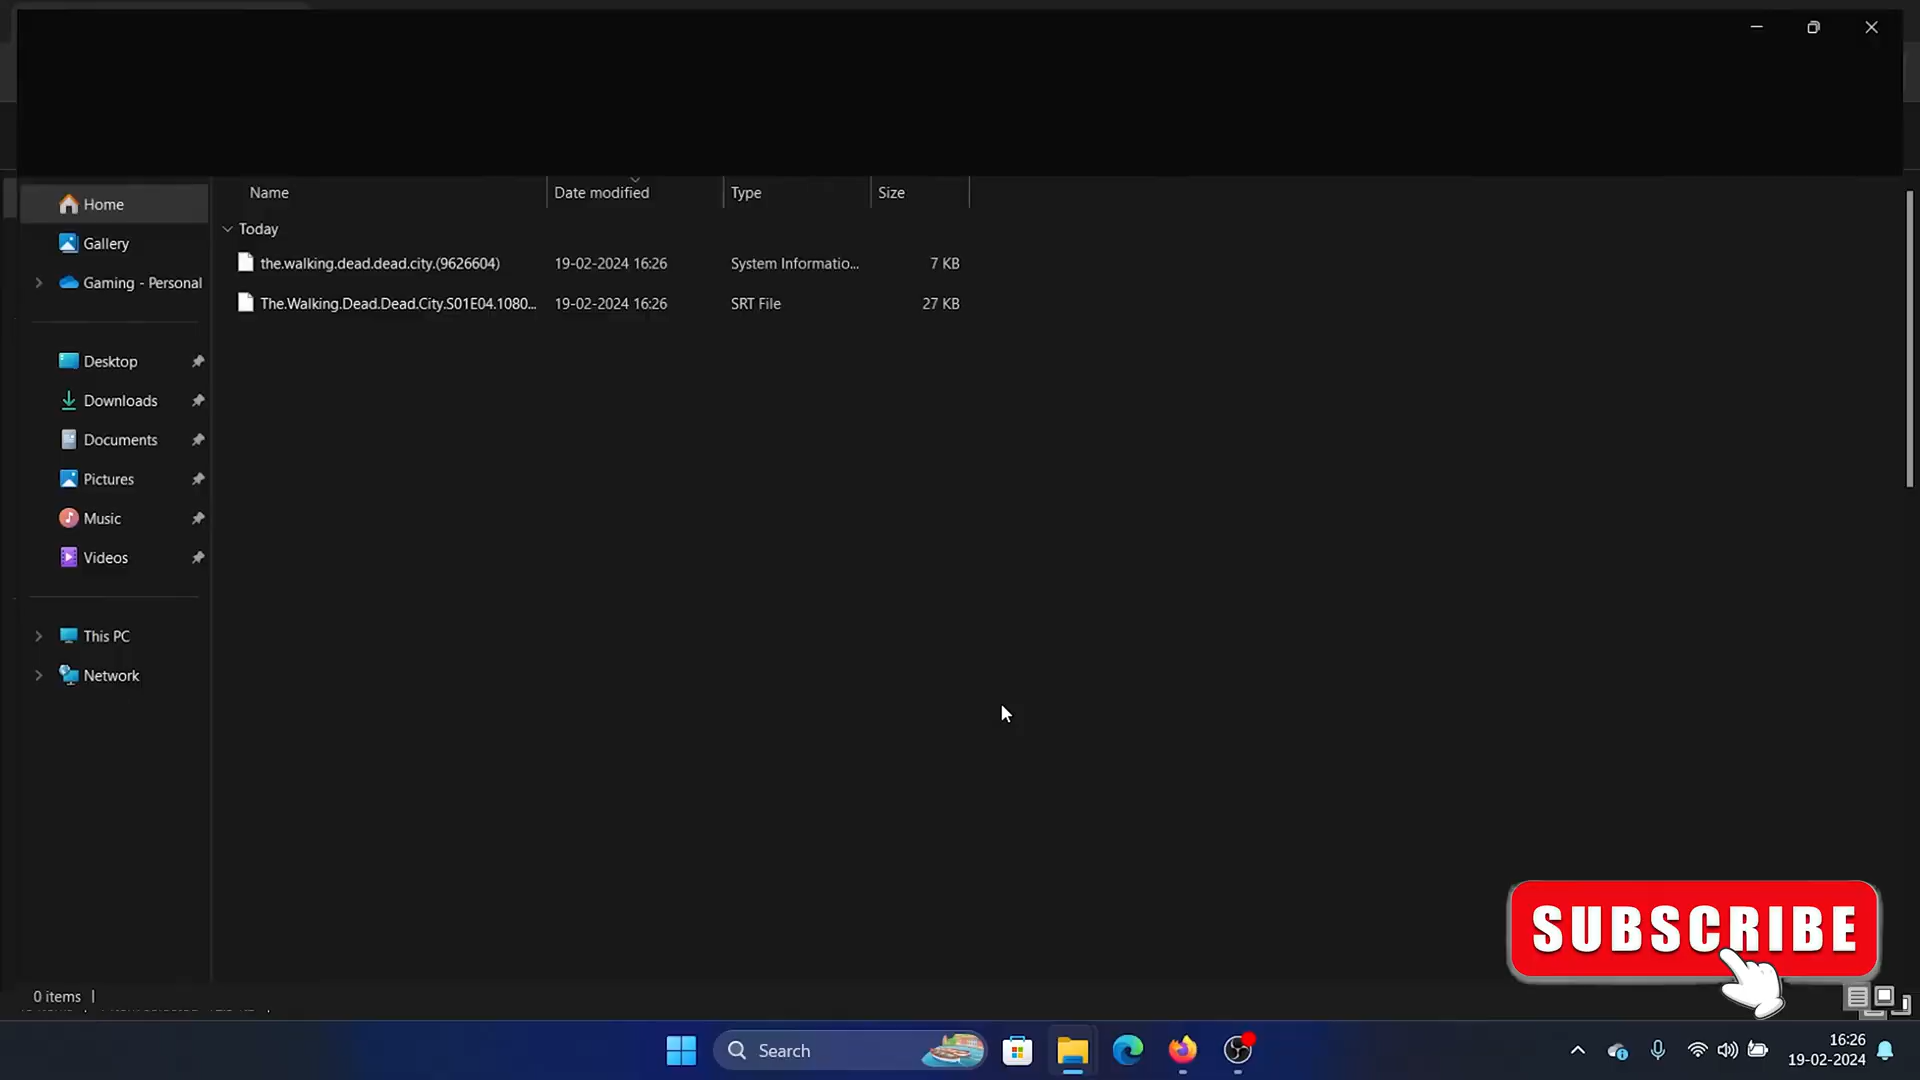 Name Date modified Type Size
Today
the.walking.dead.dead.city.(9626604) 19-02-2024 16:26 System Informatio... 7 KB
The.Walking.Dead.Dead.City.S01E04.1080... 19-02-2024 16:26 SRT File 27 KB
Home
Gallery
Gaming - Personal
Desktop
Downloads
Documents
Pictures
Music
Videos
This PC
Network
SUBSCRIBE
0 items
Search
16:26
19-02-2024